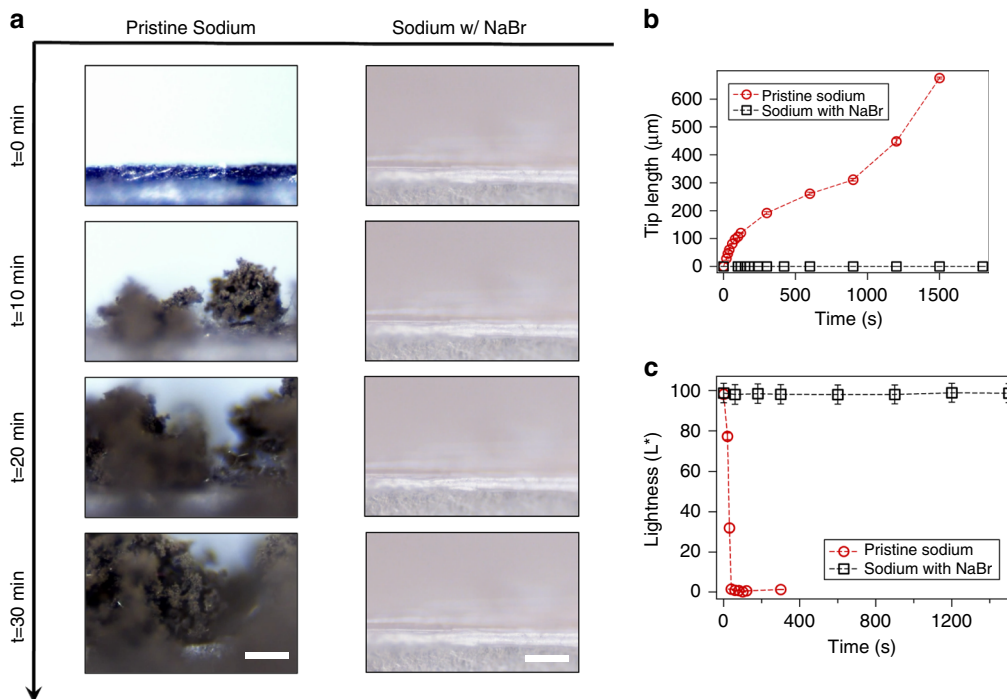 a
Pristine Sodium
Sodium w/ NaBr
t=0 min
t=10 min
t=20 min
t=30 min
b
Tip length (μm)
600
500
400
300
200
100
0
Pristine sodium
Sodium with NaBr
0
500
1000
1500
Time (s)
c
Lightness (L*)
100
80
60
40
20
0
Pristine sodium
Sodium with NaBr
0
400
800
1200
Time (s)